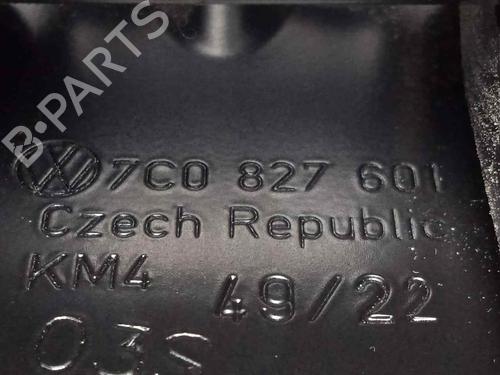 B-PARTS
7C0 827 601
Czech Republic
KM4 49/22
03S